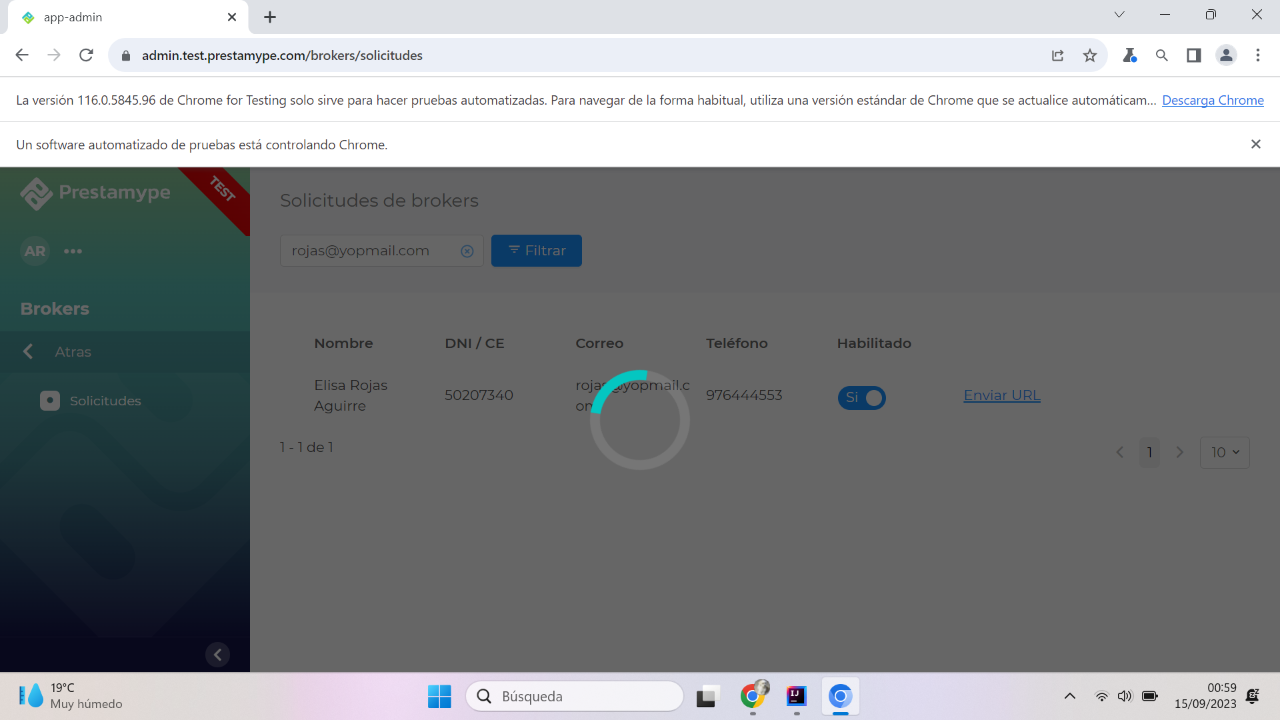 app-admin
admin.test.prestamype.com/brokers/solicitudes
La versión 116.0.5845.96 de Chrome for Testing solo sirve para hacer pruebas automatizadas. Para navegar de la forma habitual, utiliza una versión estándar de Chrome que se actualice automáticam... Descarga Chrome
Un software automatizado de pruebas está controlando Chrome.
Prestamype
TEST
AR
Brokers
Atras
Solicitudes
Solicitudes de brokers
rojas@yopmail.com
Filtrar
Nombre DNI / CE Correo Teléfono Habilitado
Elisa Rojas Aguirre 50207340 rojas@yopmail.com 976444553 Si Enviar URL
1 - 1 de 1
1
10
19°C
Muy húmedo
Búsqueda
00:59
15/09/2023